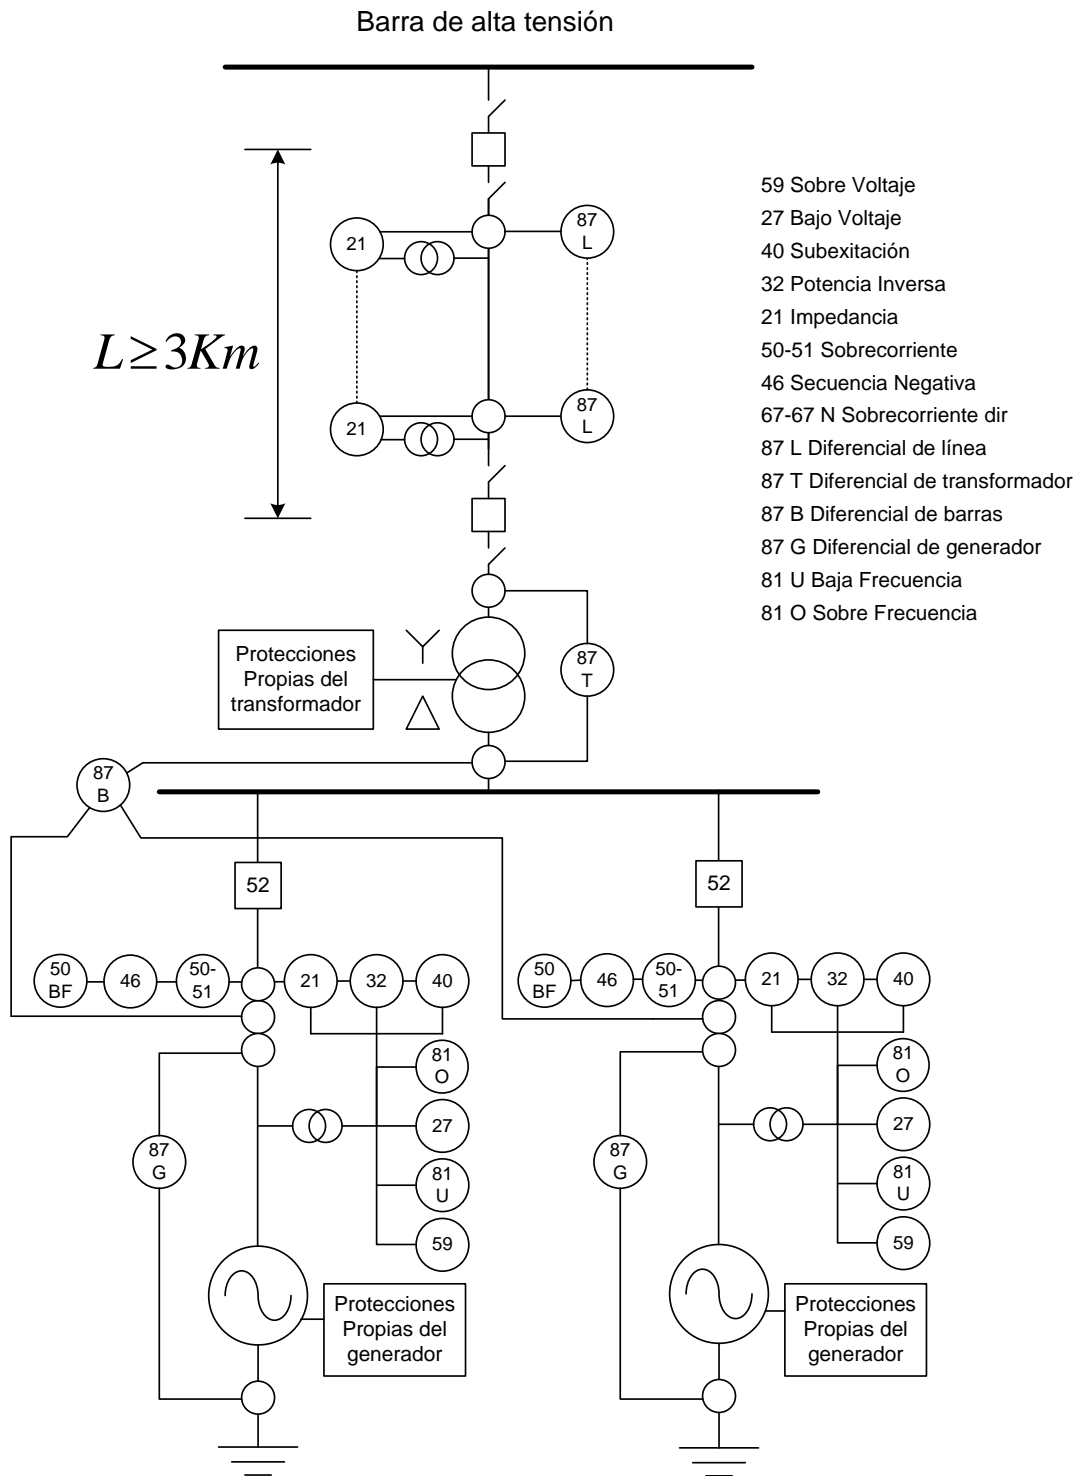 Barra de alta tensión
59 Sobre Voltaje
27 Bajo Voltaje
40 Subexitación
32 Potencia Inversa
21 Impedancia
50-51 Sobrecorriente
46 Secuencia Negativa
67-67 N Sobrecorriente dir
87 L Diferencial de línea
87 T Diferencial de transformador
87 B Diferencial de barras
87 G Diferencial de generador
81 U Baja Frecuencia
81 O Sobre Frecuencia
21
87
L
L≥3Km
21
87
L
Protecciones
Propias del
transformador
87
T
87
B
52
52
50
BF
46
50-
51
21
32
40
50
BF
46
50-
51
21
32
40
81
O
27
81
U
59
87
G
81
O
27
81
U
59
87
G
Protecciones
Propias del
generador
Protecciones
Propias del
generador